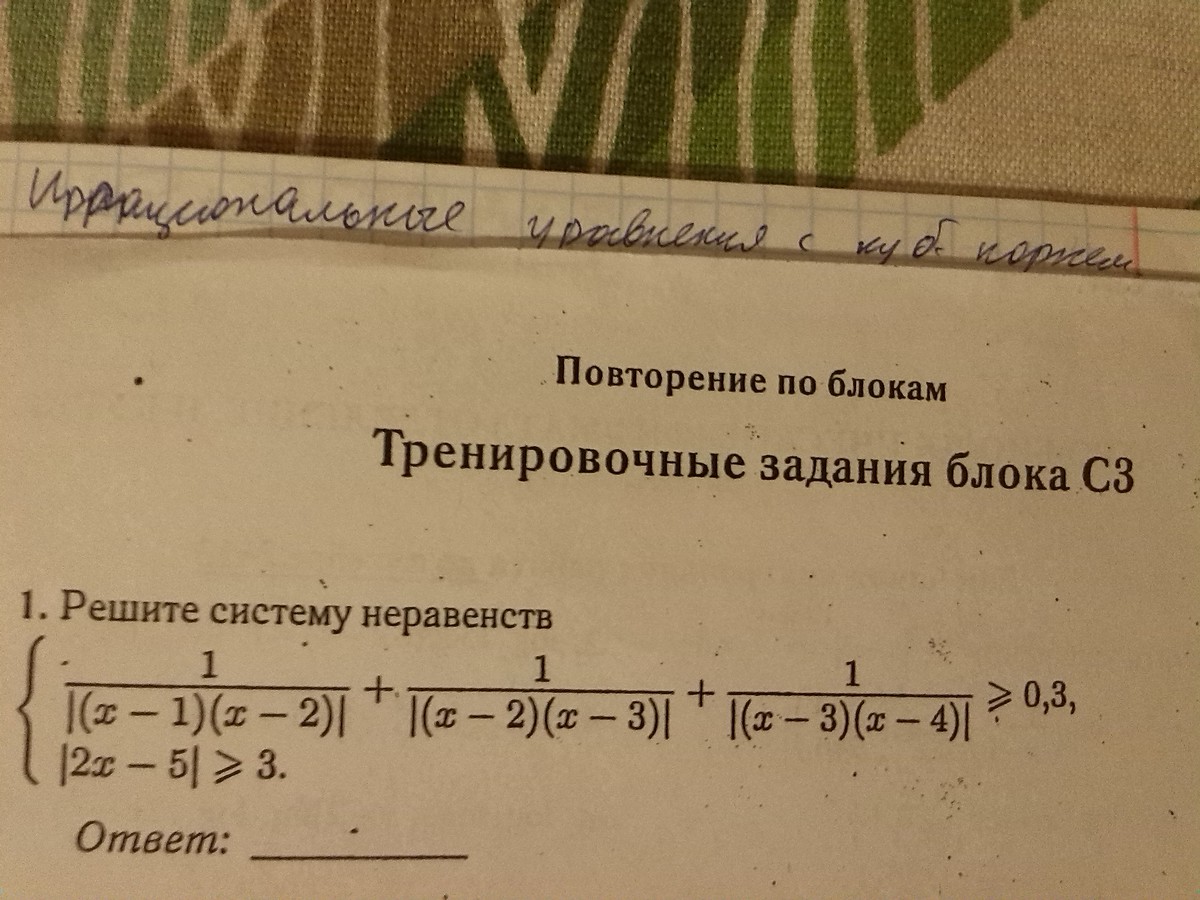 Иррациональные уравнения с куб. корнем
Повторение по блокам
Тренировочные задания блока С3
1. Решите систему неравенств
{ 1/|(x − 1)(x − 2)| + 1/|(x − 2)(x − 3)| + 1/|(x − 3)(x − 4)| ⩾ 0,3,
|2x − 5| ⩾ 3.
Ответ: